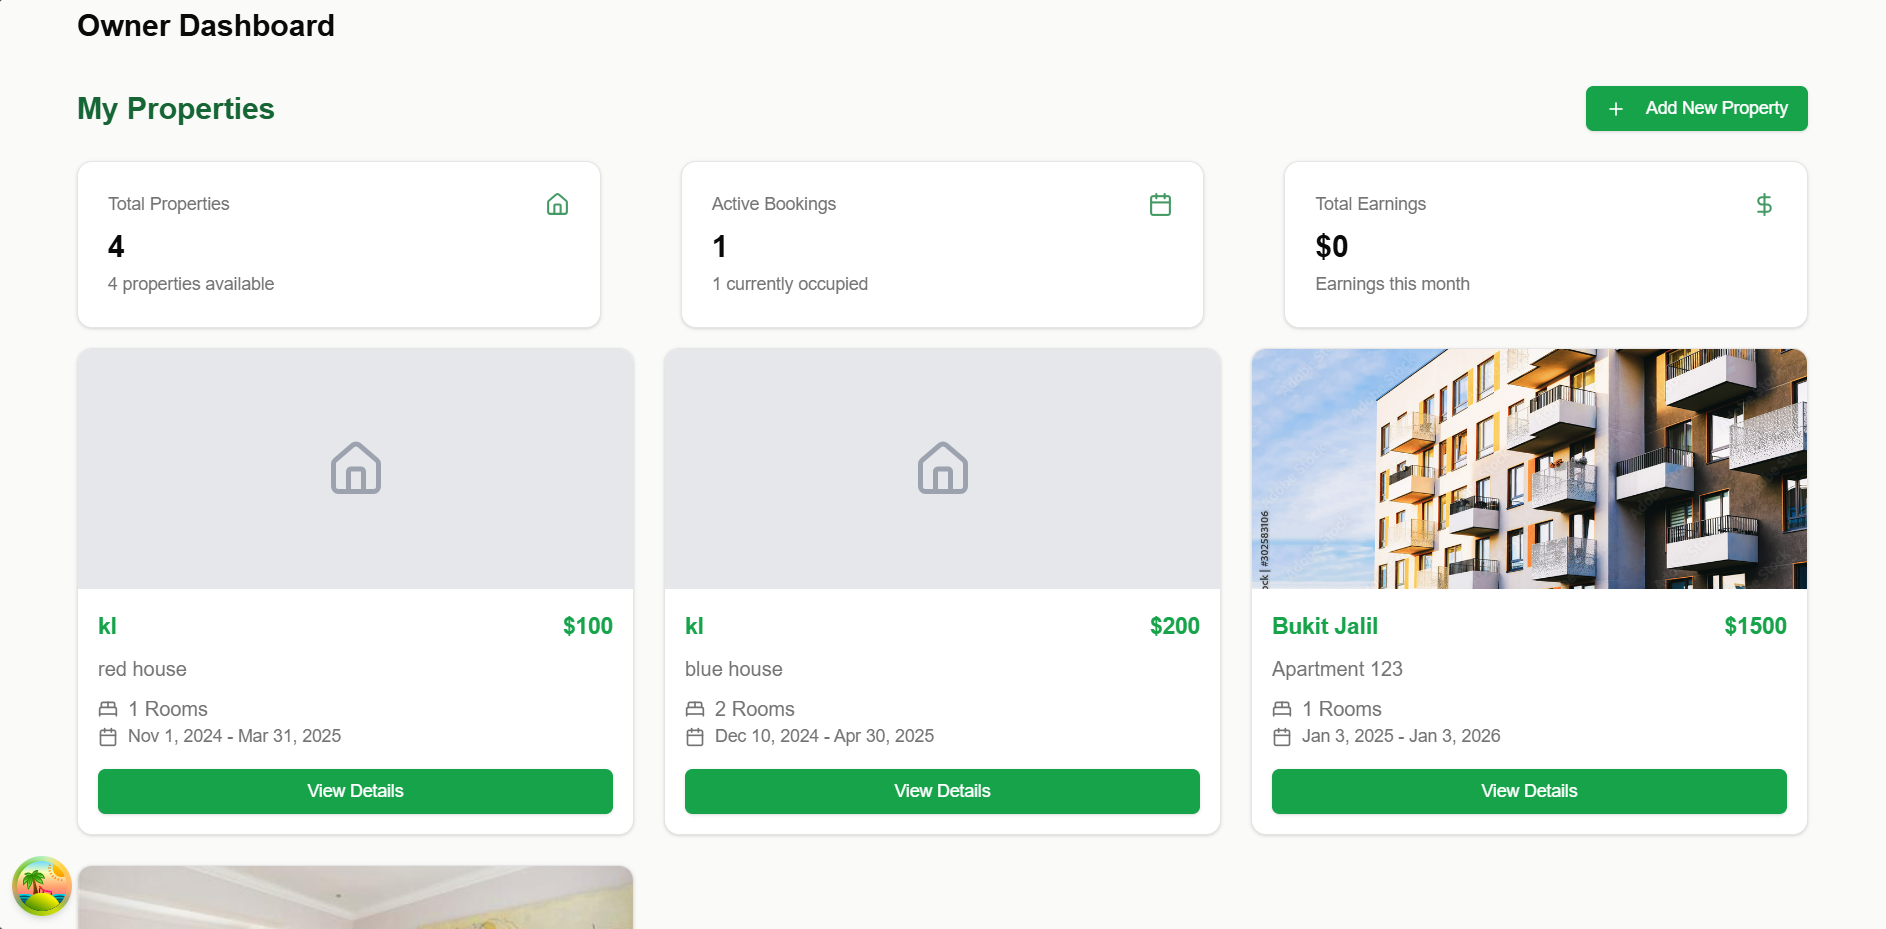 Owner Dashboard
My Properties
Add New Property
Total Properties
4
4 properties available
Active Bookings
1
1 currently occupied
Total Earnings
$0
Earnings this month
kl $100
red house
1 Rooms
Nov 1, 2024 - Mar 31, 2025
View Details
kl $200
blue house
2 Rooms
Dec 10, 2024 - Apr 30, 2025
View Details
#302583106
Bukit Jalil $1500
Apartment 123
1 Rooms
Jan 3, 2025 - Jan 3, 2026
View Details